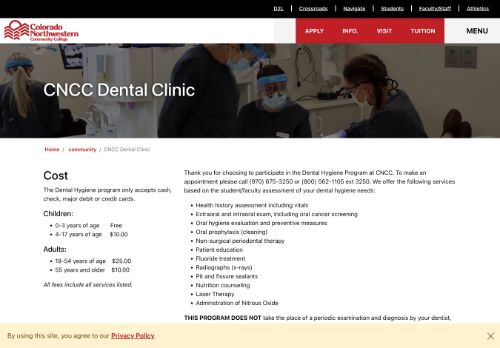 D2L | Crossroads | Navigate | Students | Faculty/Staff | Athletics
Colorado
Northwestern
Community College
APPLY INFO. VISIT TUITION MENU
CNCC Dental Clinic
Home / community / CNCC Dental Clinic
Cost
The Dental Hygiene program only accepts cash,
check, major debit or credit cards.
Children:
• 0-3 years of age Free
• 4-17 years of age $10.00
Adults:
• 18-54 years of age $25.00
• 55 years and older $10.00
All fees include all services listed.
Thank you for choosing to participate in the Dental Hygiene Program at CNCC. To make an
appointment please call (970) 675-3250 or (800) 562-1105 ext 3250. We offer the following services
based on the student/faculty assessment of your dental hygiene needs:
• Health history assessment including vitals
• Extraoral and intraoral exam, including oral cancer screening
• Oral hygiene evaluation and preventive measures
• Oral prophylaxis (cleaning)
• Non-surgical periodontal therapy
• Patient education
• Fluoride treatment
• Radiographs (x-rays)
• Pit and fissure sealants
• Nutrition counseling
• Laser Therapy
• Adminstration of Nitrous Oxide
THIS PROGRAM DOES NOT take the place of a periodic examination and diagnosis by your dentist,
By using this site, you agree to our Privacy Policy